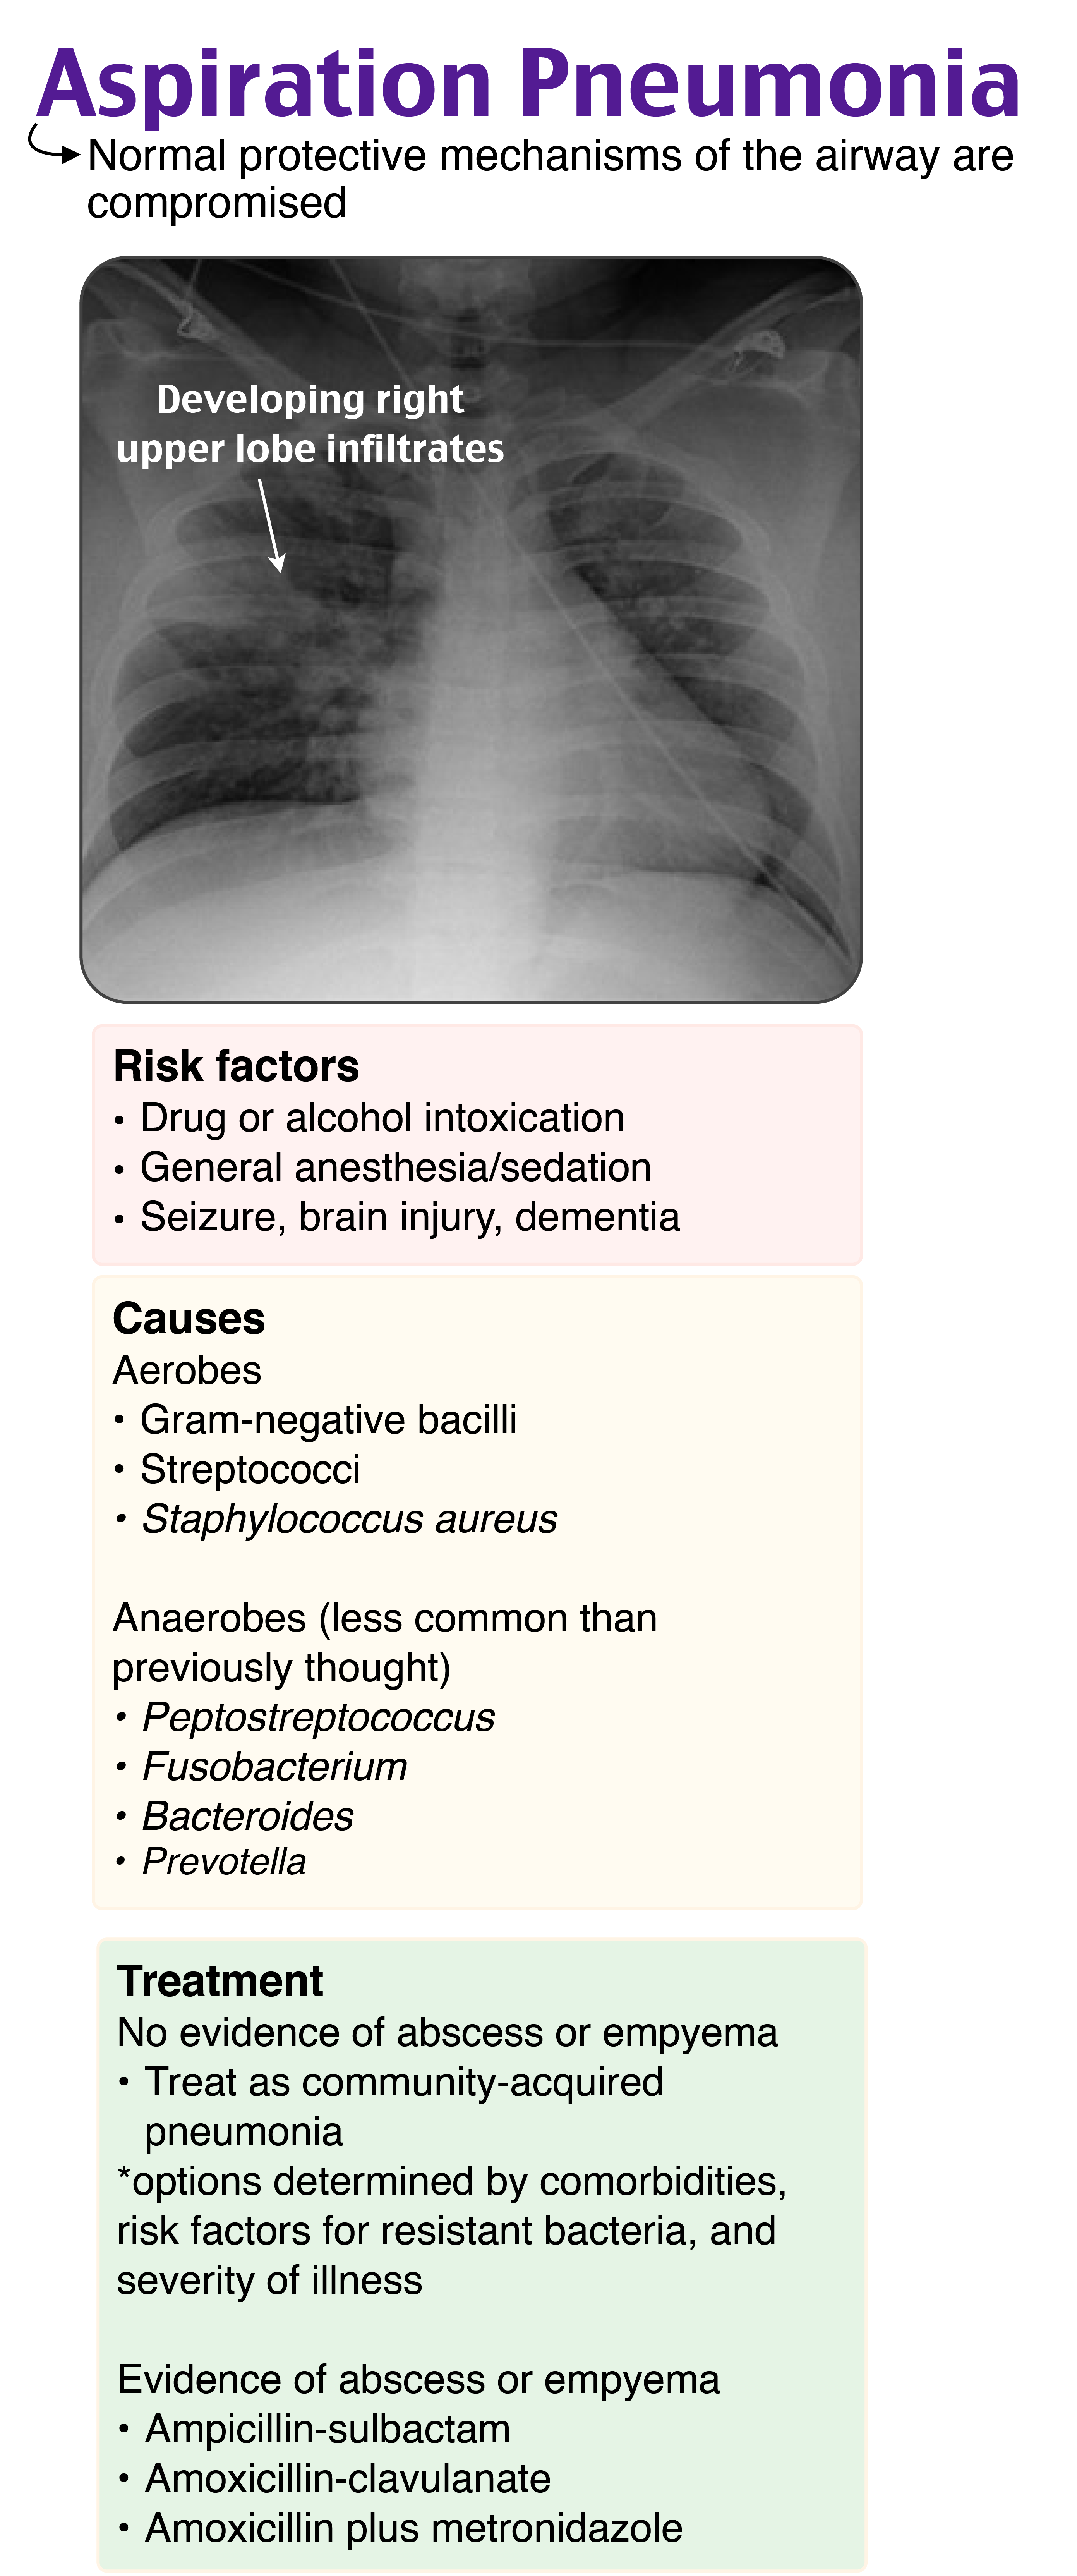 Aspiration Pneumonia
Normal protective mechanisms of the airway are
compromised
Developing right
upper lobe infiltrates
Risk factors
• Drug or alcohol intoxication
• General anesthesia/sedation
• Seizure, brain injury, dementia
Causes
Aerobes
• Gram-negative bacilli
• Streptococci
• Staphylococcus aureus
Anaerobes (less common than
previously thought)
• Peptostreptococcus
• Fusobacterium
• Bacteroides
• Prevotella
Treatment
No evidence of abscess or empyema
• Treat as community-acquired
pneumonia
*options determined by comorbidities,
risk factors for resistant bacteria, and
severity of illness
Evidence of abscess or empyema
• Ampicillin-sulbactam
• Amoxicillin-clavulanate
• Amoxicillin plus metronidazole